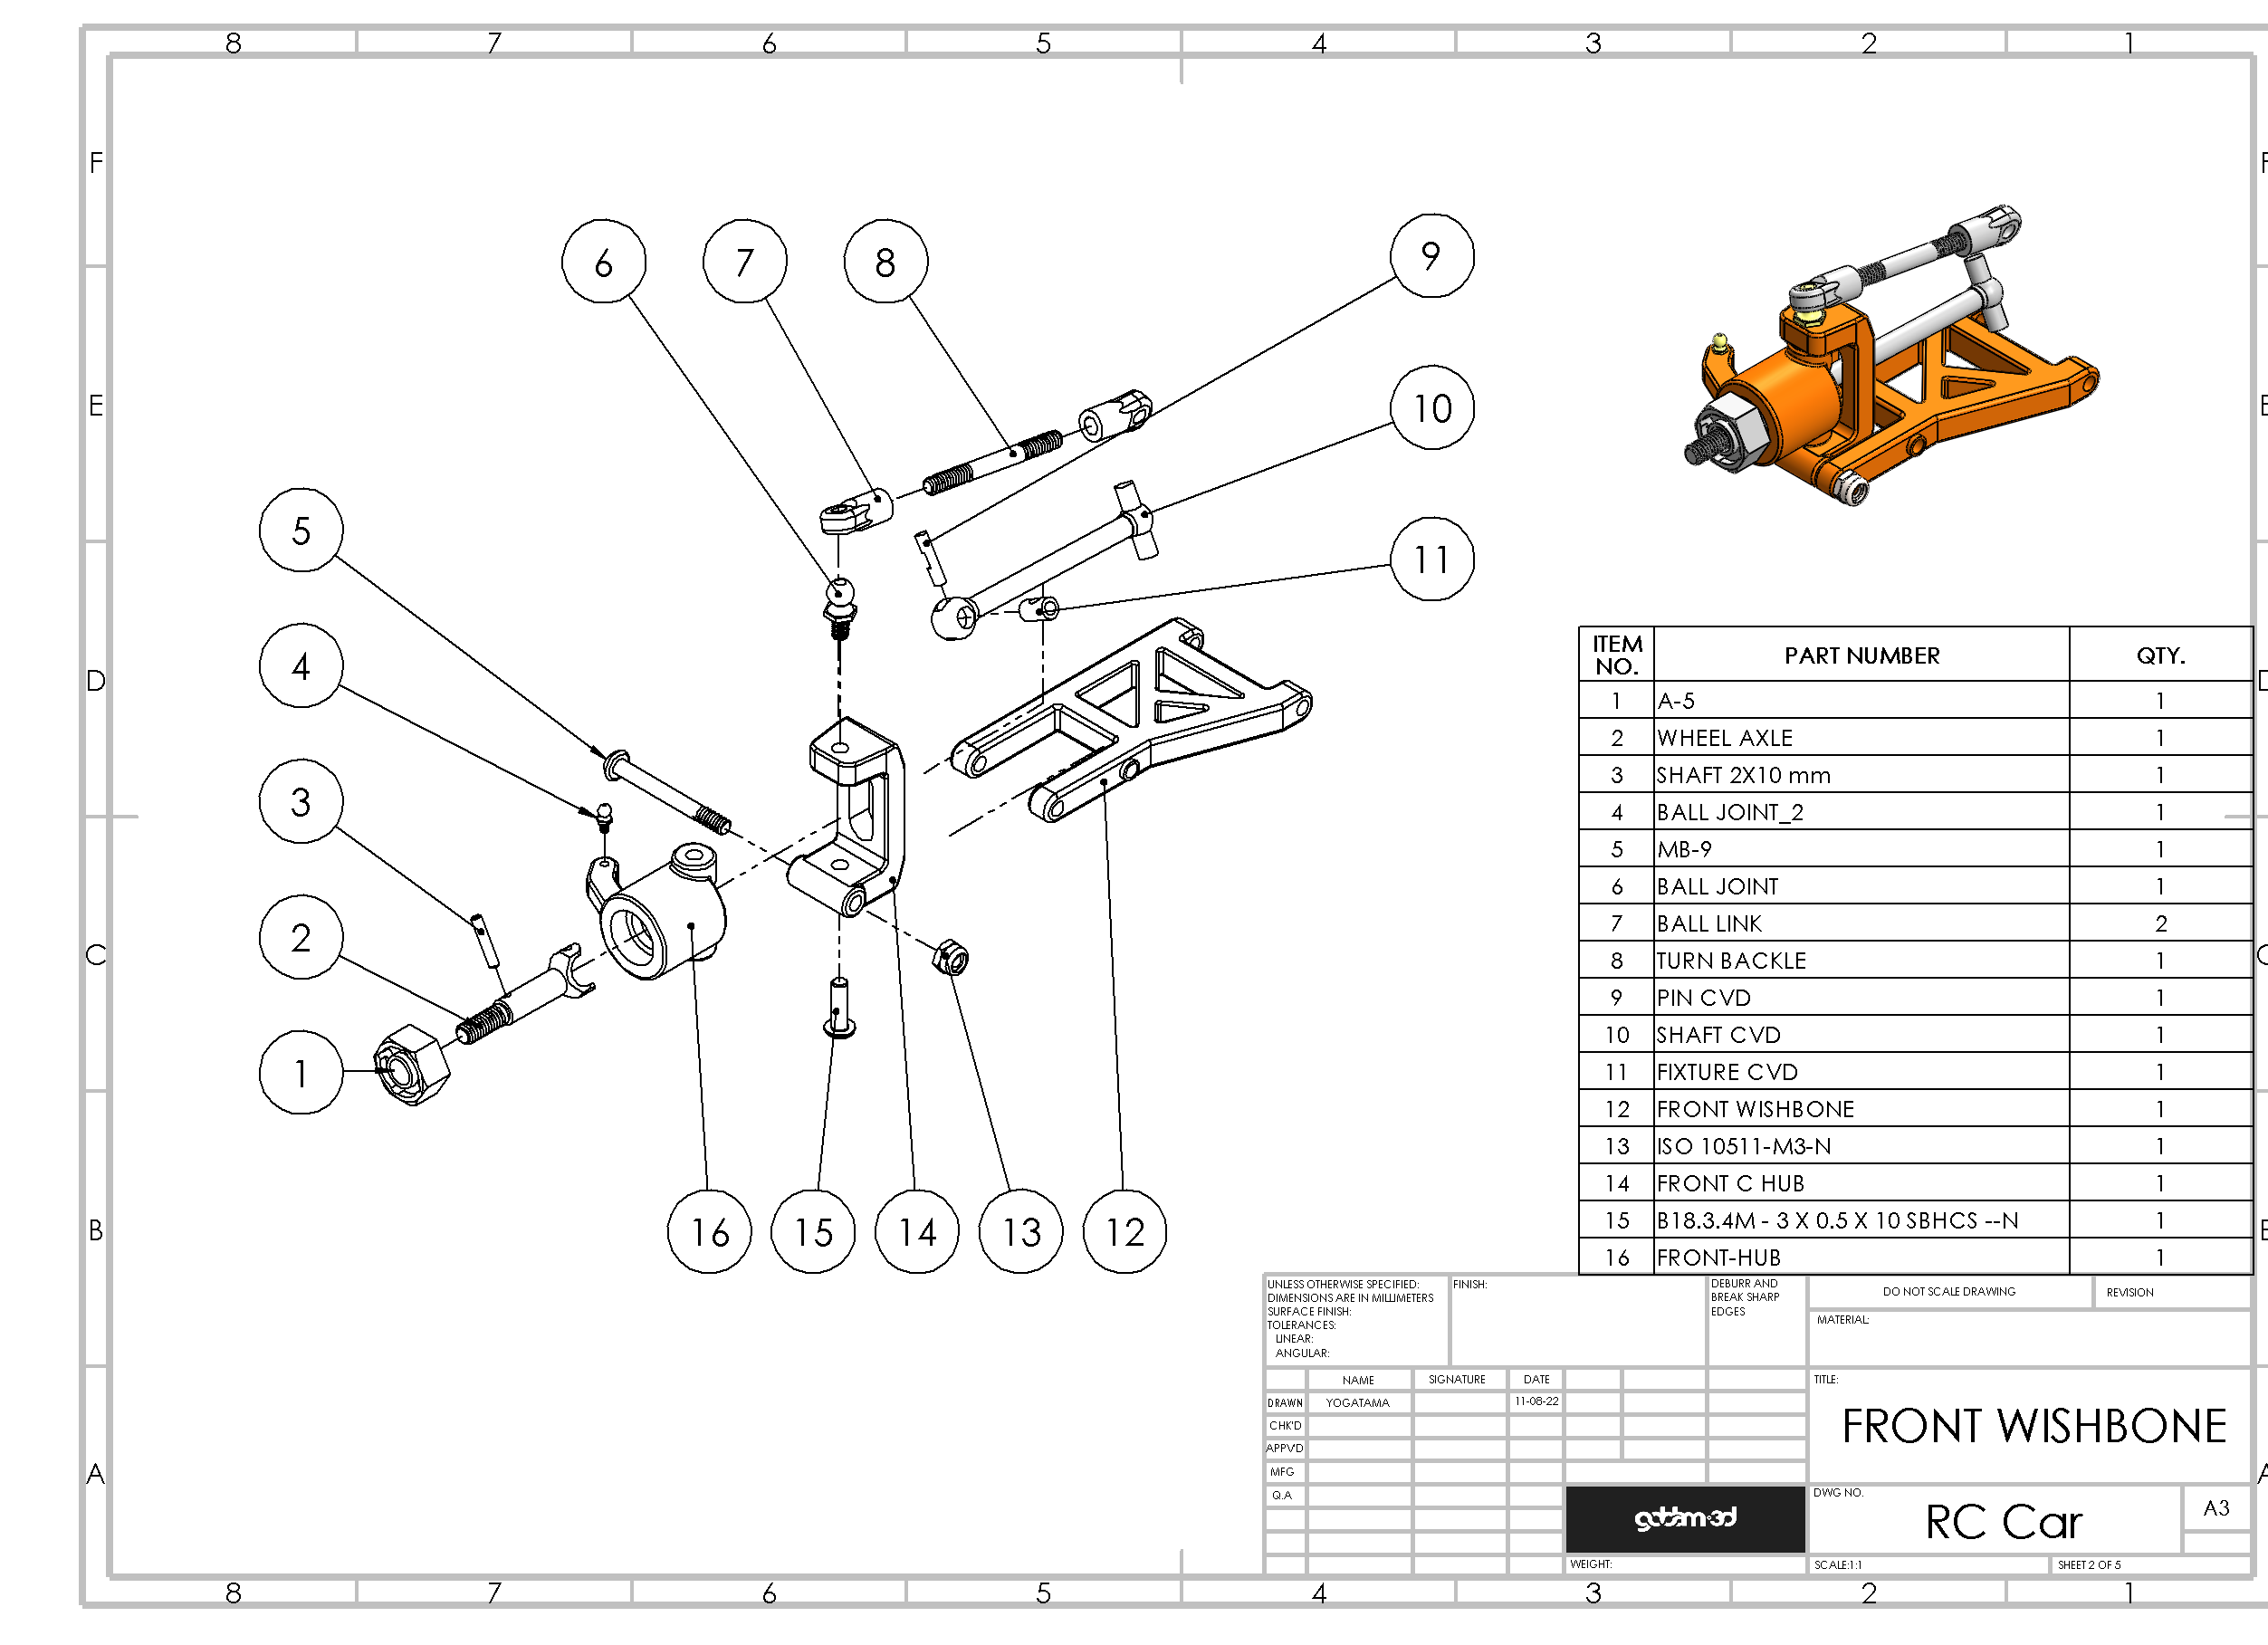 8 7 6 5 4 3 2 1
F
E
D
C
B
A
6 7 8 9
10
5
11
4
3
2
1
16 15 14 13 12
ITEM NO. PART NUMBER QTY.
1 A-5 1
2 WHEEL AXLE 1
3 SHAFT 2X10 mm 1
4 BALL JOINT_2 1
5 MB-9 1
6 BALL JOINT 1
7 BALL LINK 2
8 TURN BACKLE 1
9 PIN CVD 1
10 SHAFT CVD 1
11 FIXTURE CVD 1
12 FRONT WISHBONE 1
13 ISO 10511-M3-N 1
14 FRONT C HUB 1
15 B18.3.4M - 3 X 0.5 X 10 SBHCS --N 1
16 FRONT-HUB 1
UNLESS OTHERWISE SPECIFIED:
DIMENSIONS ARE IN MILLIMETERS
SURFACE FINISH:
TOLERANCES:
LINEAR:
ANGULAR:
FINISH:
DEBURR AND
BREAK SHARP
EDGES
DO NOT SCALE DRAWING
REVISION
MATERIAL:
NAME SIGNATURE DATE
DRAWN YOGATAMA 11-08-22
CHK'D
APPV'D
MFG
Q.A
TITLE:
FRONT WISHBONE
DWG NO.
RC Car
A3
WEIGHT:
SCALE:1:1
SHEET 2 OF 5
8 7 6 5 4 3 2 1